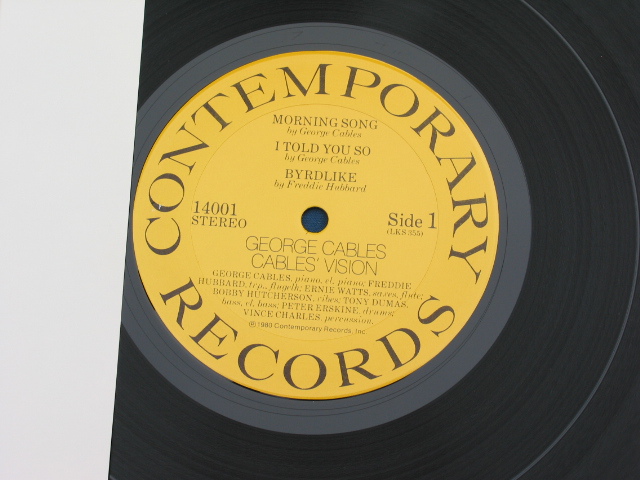 CONTEMPORARY
MORNING SONG
by George Cables
I TOLD YOU SO
by George Cables
BYRDLIKE
by Freddie Hubbard
14001
STEREO
Side 1
(LKS 355)
GEORGE CABLES
CABLES' VISION
GEORGE CABLES, piano, el. piano; FREDDIE
HUBBARD, trp., flugelh; ERNIE WATTS, saxes, flute;
BOBBY HUTCHERSON, vibes; TONY DUMAS,
bass, el. bass; PETER ERSKINE, drums;
VINCE CHARLES, percussion.
℗1980 Contemporary Records, Inc.
RECORDS